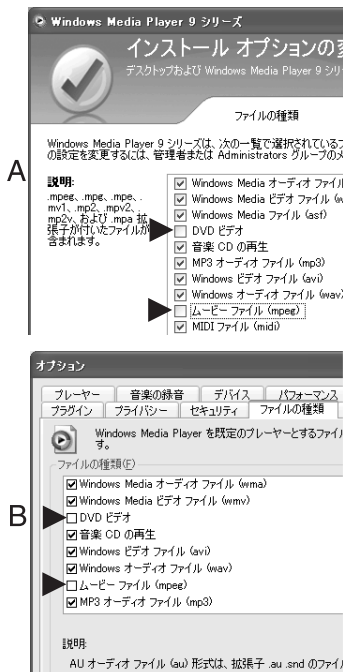 Windows Media Player 9 シリーズ
インストール オプションの変
デスクトップおよび Windows Media Player 9 シリ
ファイルの種類
Windows Media Player 9 シリーズは、次の一覧で選択されている
の設定を変更するには、管理者または Administrators グループのメ
A
説明:
.mpeg、.mpg、.mpe、.
mv1、.mp2、.mpv2、.
mp2v、および .mpa 拡
張子が付いたファイルが
含まれます。
Windows Media オーディオ ファイル
Windows Media ビデオ ファイル (w
Windows Media ファイル (asf)
DVD ビデオ
音楽 CD の再生
MP3 オーディオ ファイル (mp3)
Windows ビデオ ファイル (avi)
Windows オーディオ ファイル (wav)
ムービー ファイル (mpeg)
MIDI ファイル (midi)
オプション
プレーヤー 音楽の録音 デバイス パフォーマンス
プラグイン プライバシー セキュリティ ファイルの種類
Windows Media Player を既定のプレーヤーとするファイル
す。
ファイルの種類(F)
B
Windows Media オーディオ ファイル (wma)
Windows Media ビデオ ファイル (wmv)
DVD ビデオ
音楽 CD の再生
Windows ビデオ ファイル (avi)
Windows オーディオ ファイル (wav)
ムービー ファイル (mpeg)
MP3 オーディオ ファイル (mp3)
説明:
AU オーディオ ファイル (au) 形式は、拡張子 .au .snd のファイル